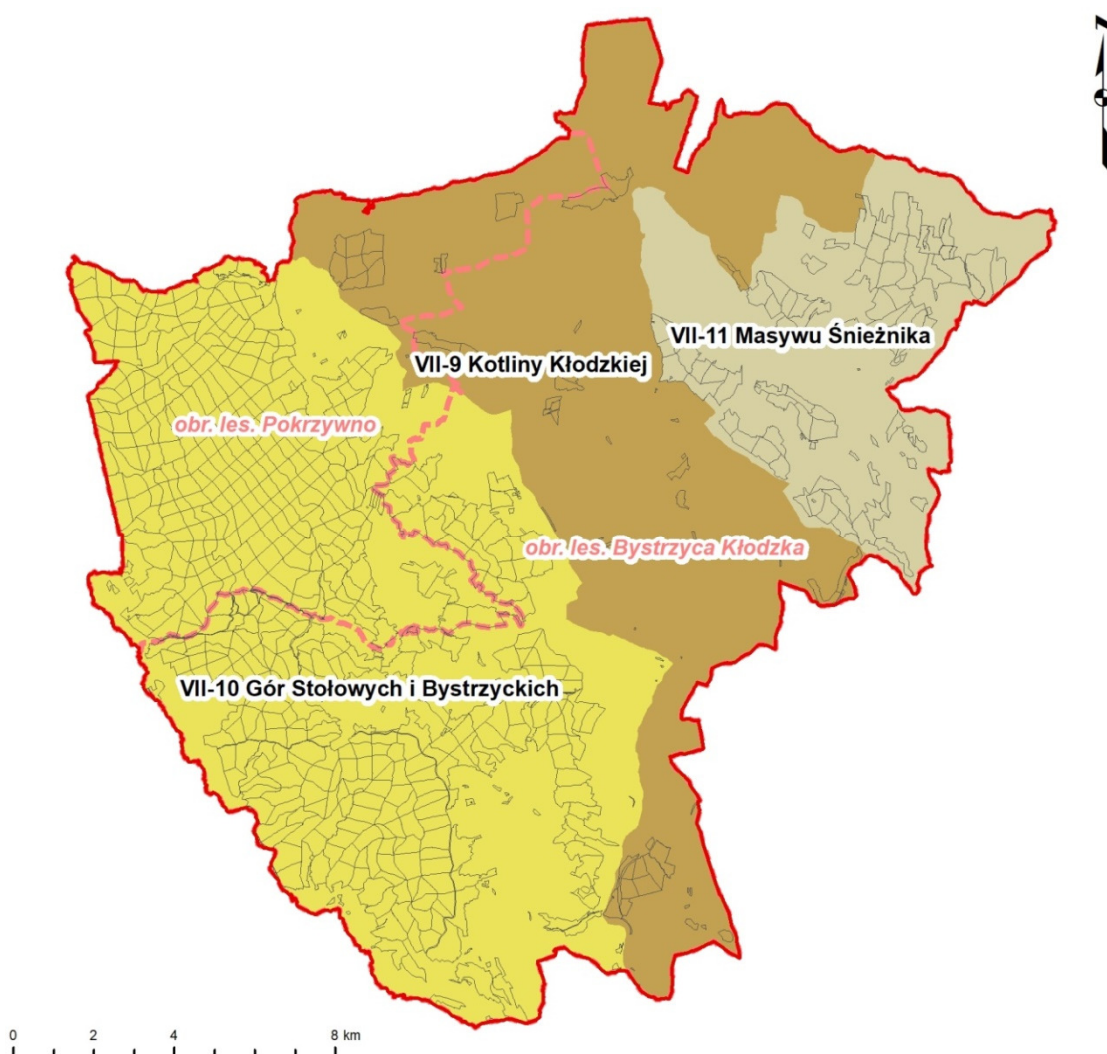 VII-11 Masywu Śnieżnika
VII-9 Kotliny Kłodzkiej
obr. les. Pokrzywno
obr. les. Bystrzyca Kłodzka
VII-10 Gór Stołowych i Bystrzyckich
0 2 4 8 km